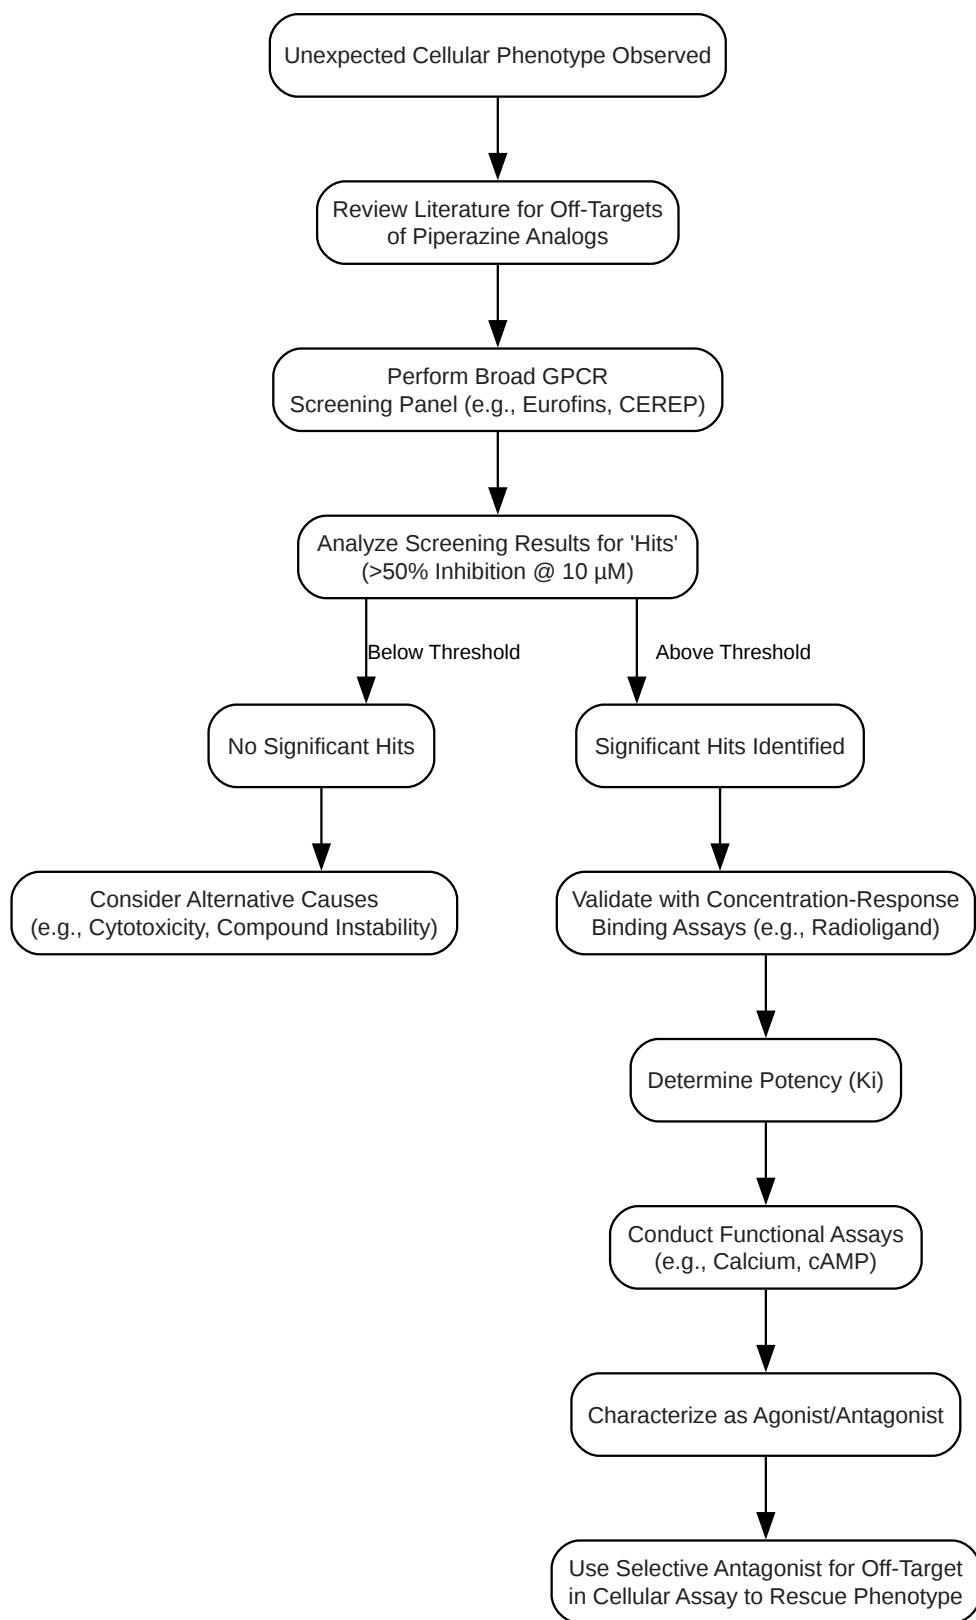 Unexpected Cellular Phenotype Observed
Review Literature for Off-Targets
of Piperazine Analogs
Perform Broad GPCR
Screening Panel (e.g., Eurofins, CEREP)
Analyze Screening Results for 'Hits'
(>50% Inhibition @ 10 µM)
Below Threshold
Above Threshold
No Significant Hits
Significant Hits Identified
Consider Alternative Causes
(e.g., Cytotoxicity, Compound Instability)
Validate with Concentration-Response
Binding Assays (e.g., Radioligand)
Determine Potency (Ki)
Conduct Functional Assays
(e.g., Calcium, cAMP)
Characterize as Agonist/Antagonist
Use Selective Antagonist for Off-Target
in Cellular Assay to Rescue Phenotype